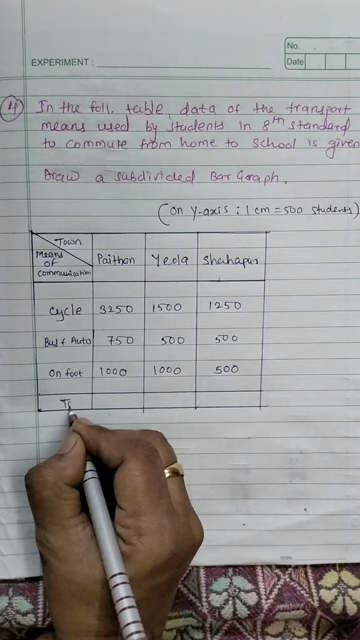 No.
EXPERIMENT :
Date
4 In the foll. table, data of the transport
means used by students in 8th standard
to commute from home to school is given
Draw a subdivided Bar Graph.
(on Y-axis : 1 cm = 500 students)
Town
Means of communication Paithan Yeola Shahapur
Cycle 3250 1500 1250
Bus & Auto 750 500 500
On foot 1000 1000 500